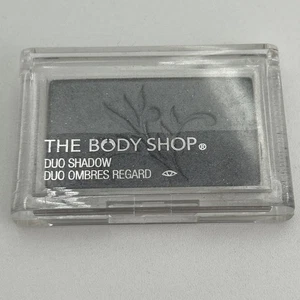 THE BODY SHOP®
DUO SHADOW
DUO OMBRES REGARD